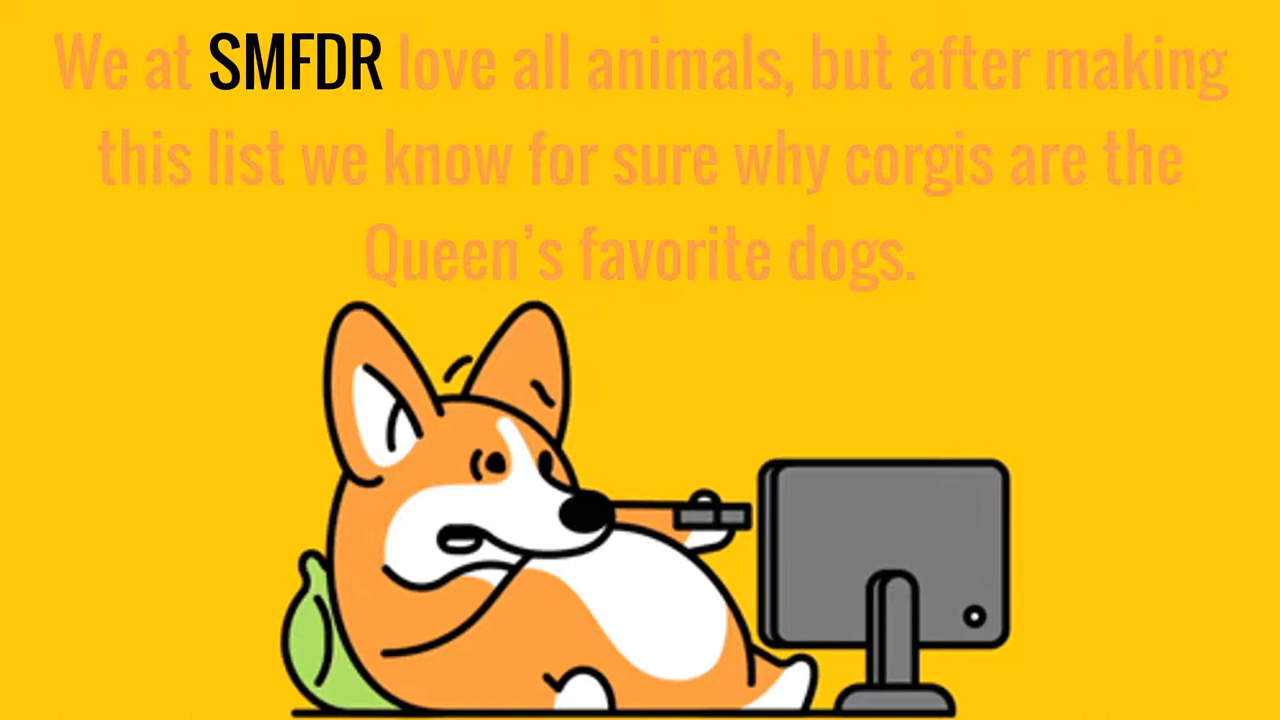 We at SMFDR love all animals, but after making
this list we know for sure why corgis are the
Queen’s favorite dogs.